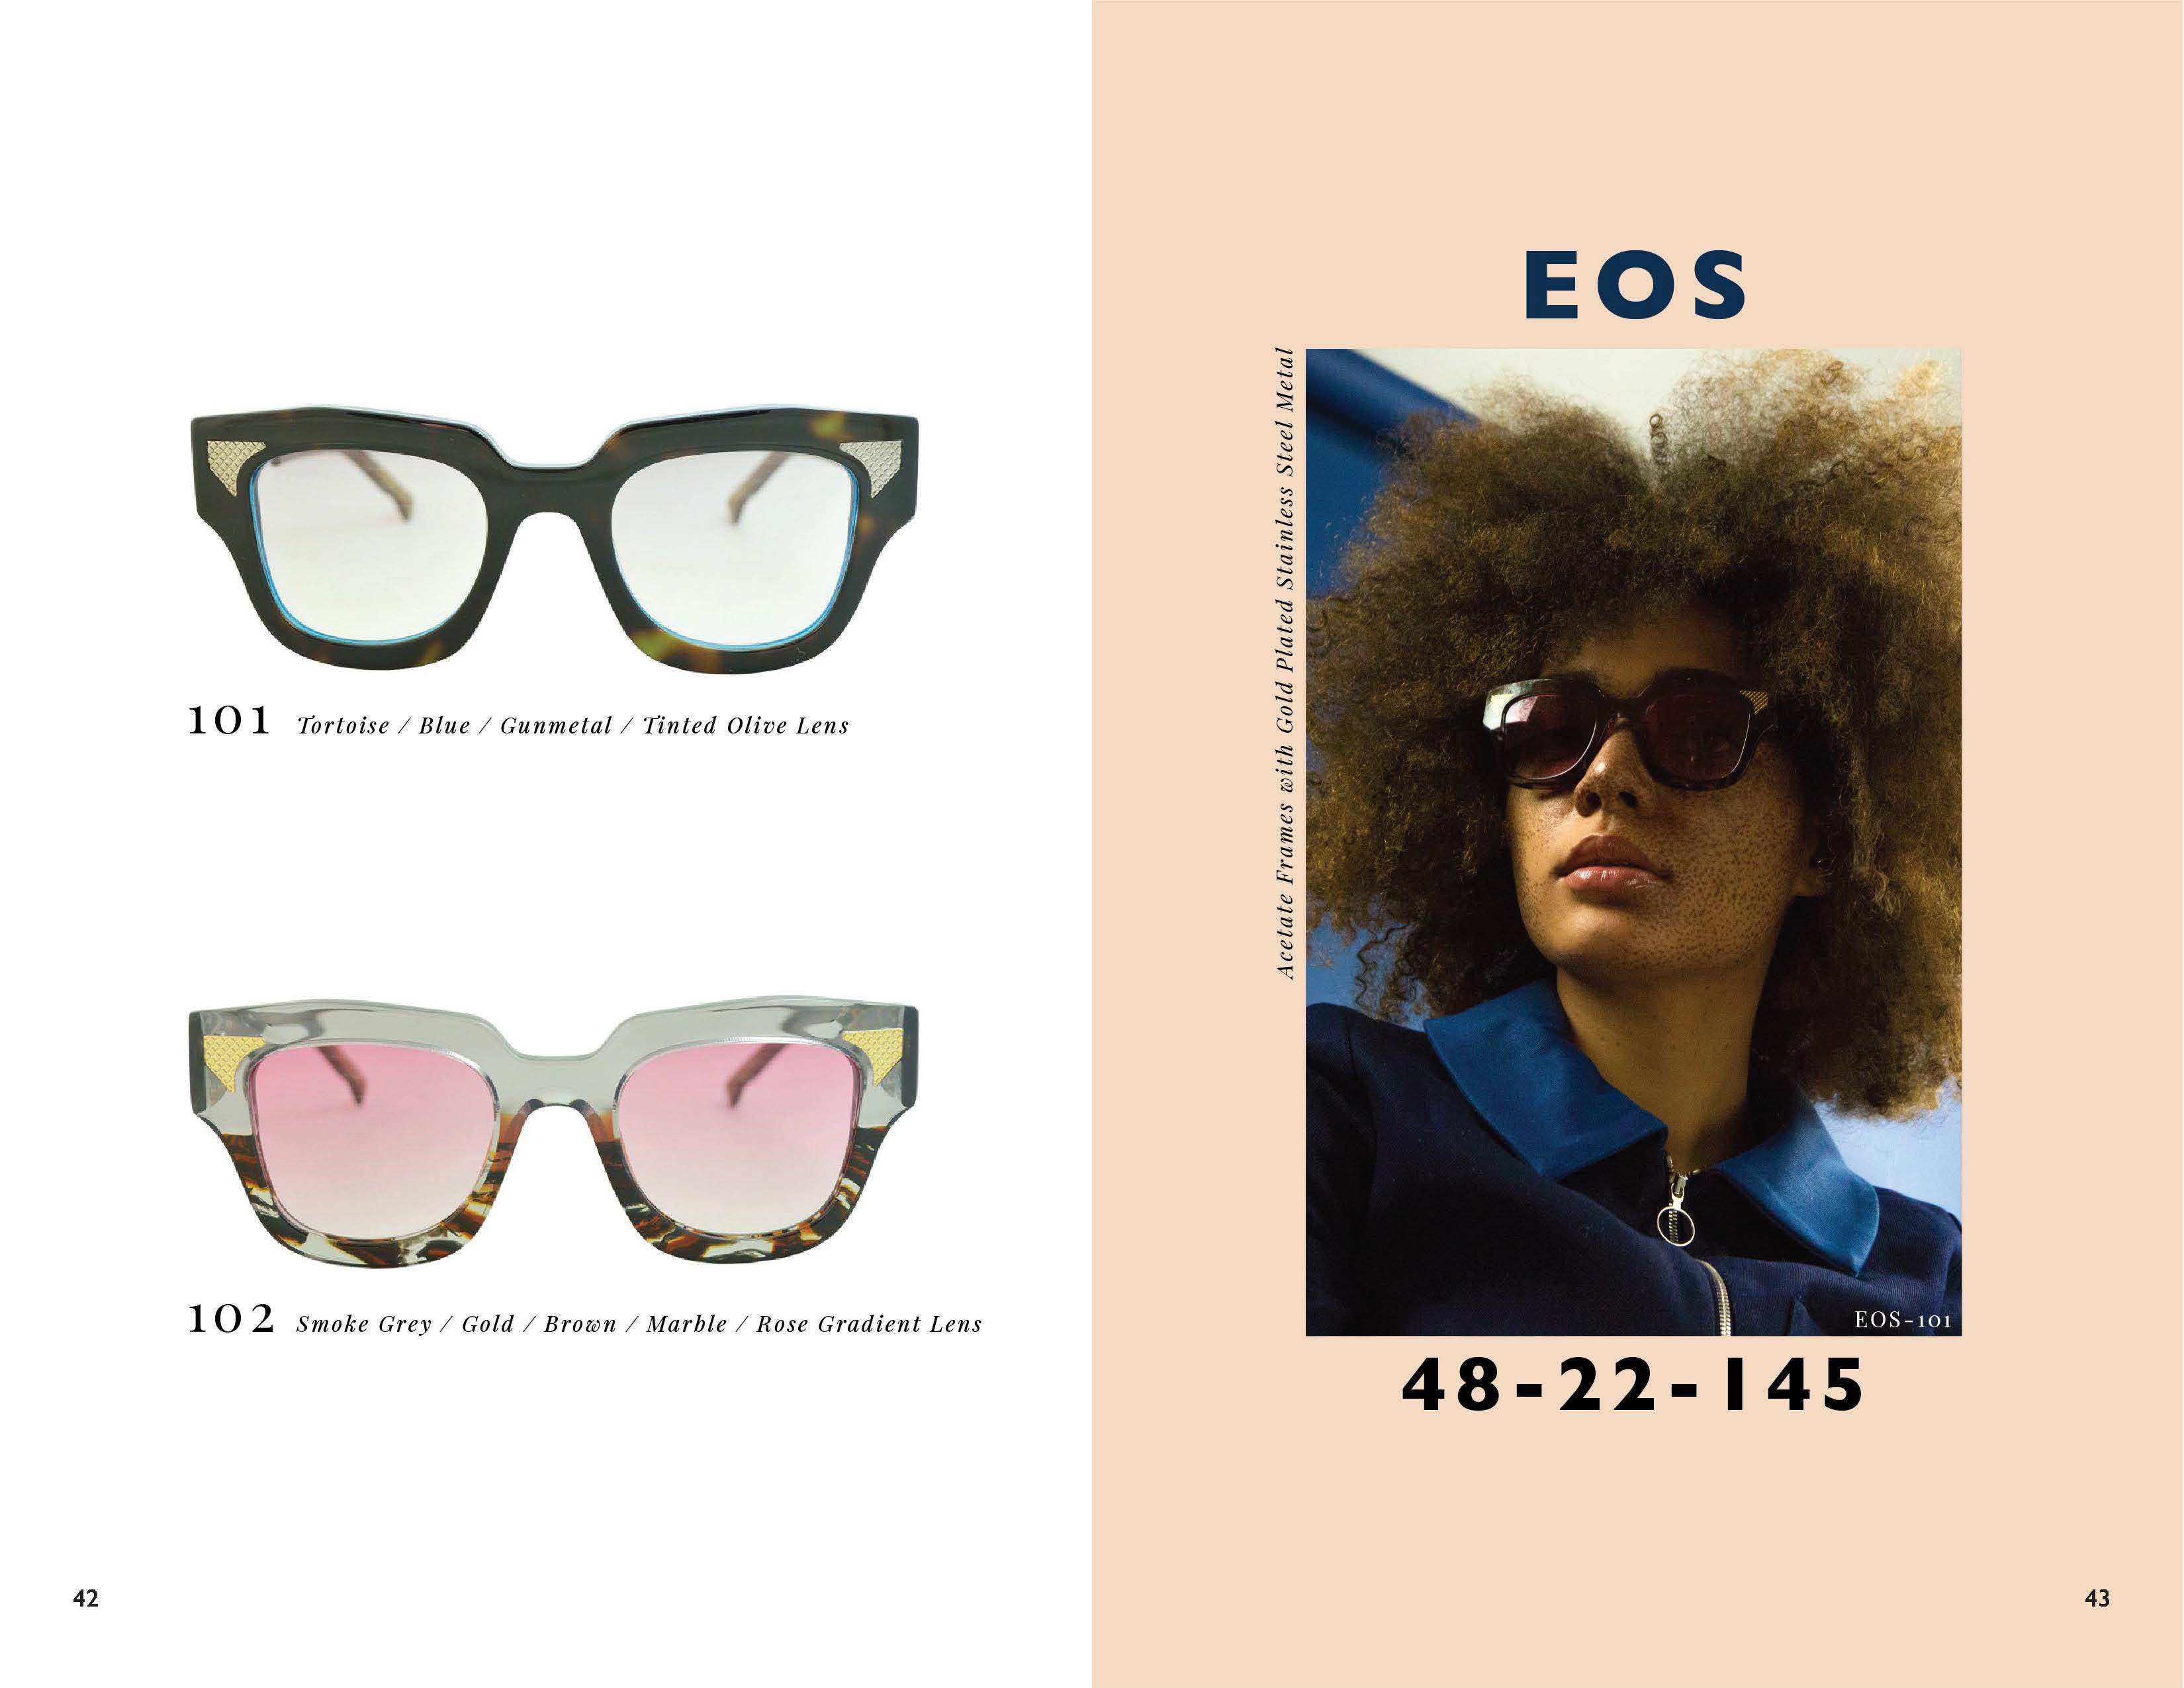 101 Tortoise / Blue / Gunmetal / Tinted Olive Lens
102 Smoke Grey / Gold / Brown / Marble / Rose Gradient Lens
42
EOS
Acetate Frames with Gold Plated Stainless Steel Metal
EOS-101
48-22-145
43